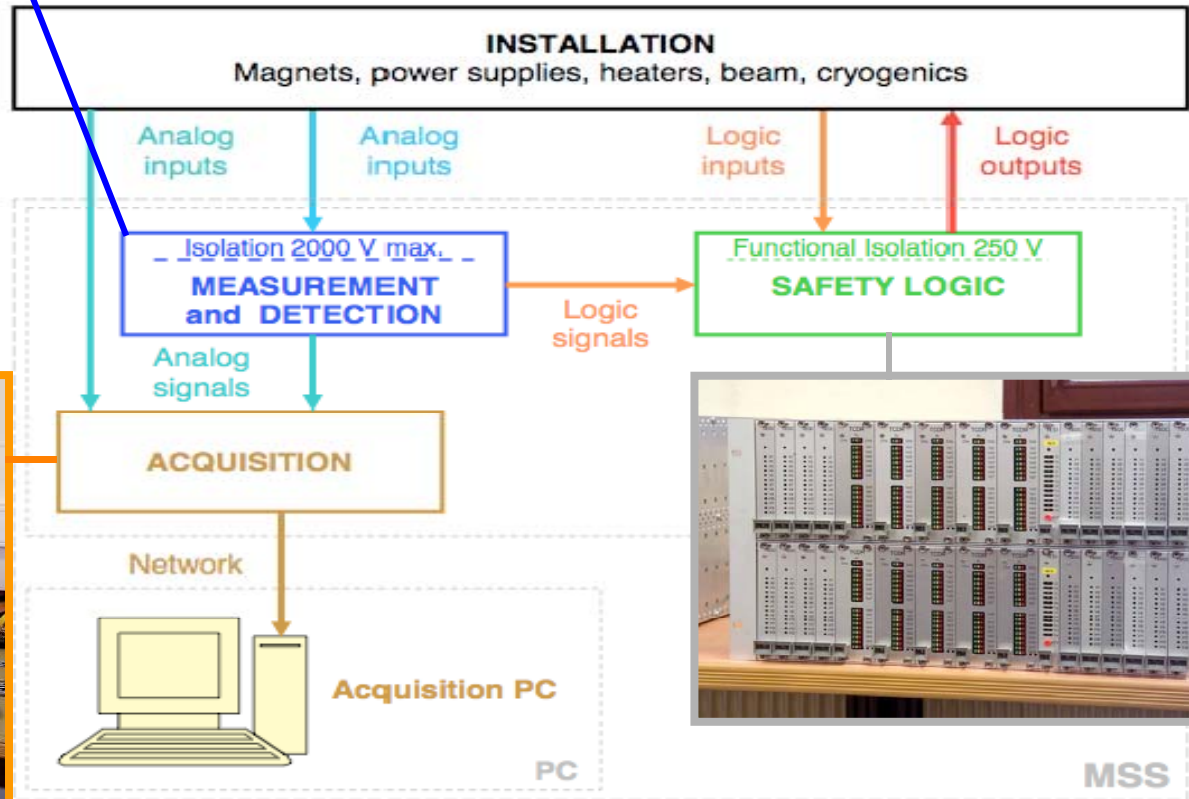 INSTALLATION
Magnets, power supplies, heaters, beam, cryogenics
Analog
inputs
Analog
inputs
Logic
inputs
Logic
outputs
Isolation 2000 V max.
MEASUREMENT
and DETECTION
Functional Isolation 250 V
SAFETY LOGIC
Logic
signals
Analog
signals
ACQUISITION
Network
Acquisition PC
PC
MSS